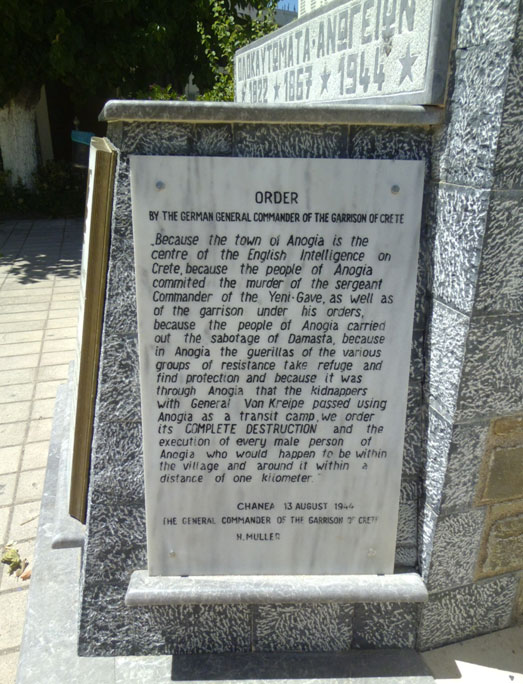 ΟΛΟΚΑΥΤΩΜΑΤΑ·ΑΝΩΓΕΙΩΝ
1822 ★ 1867 ★ 1944 ★
ORDER
BY THE GERMAN GENERAL COMMANDER OF THE GARRISON OF CRETE
„Because the town of Anogia is the
centre of the English Intelligence on
Crete, because the people of Anogia
commited the murder of the sergeant
Commander of the Yeni-Gave, as well as
of the garrison under his orders,
because the people of Anogia carried
out the sabotage of Damasta, because
in Anogia the guerillas of the various
groups of resistance take refuge and
find protection and because it was
through Anogia that the kidnappers
with General Von Kreipe passed using
Anogia as a transit camp, we order
its COMPLETE DESTRUCTION and the
execution of every male person of
Anogia who would happen to be within
the village and around it within a
distance of one kilometer."
CHANEA 13 AUGUST 1944
THE GENERAL COMMANDER OF THE GARRISON OF CRETE
H. MULLER